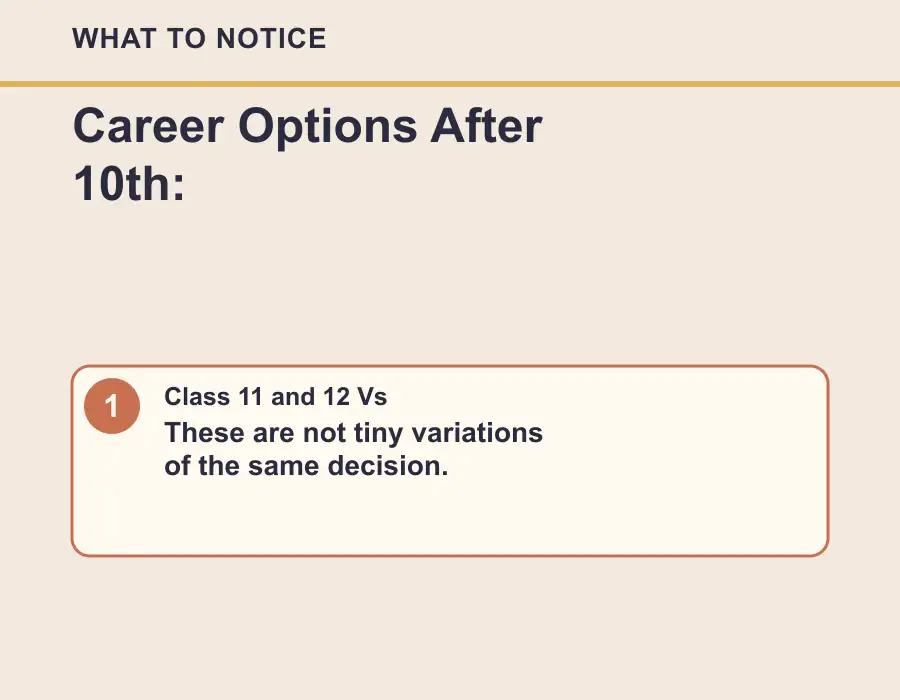 WHAT TO NOTICE
Career Options After
10th:
1
Class 11 and 12 Vs
These are not tiny variations
of the same decision.